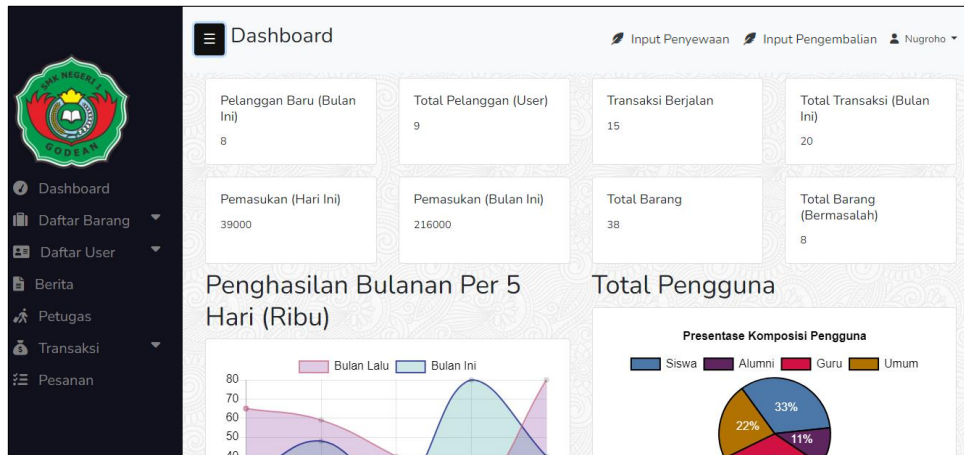 SMK NEGERI 1
GODEAN
Dashboard
Daftar Barang
Daftar User
Berita
Petugas
Transaksi
Pesanan
Dashboard
Input Penyewaan
Input Pengembalian
Nugroho
Pelanggan Baru (Bulan
Ini)
8
Total Pelanggan (User)
9
Transaksi Berjalan
15
Total Transaksi (Bulan
Ini)
20
Pemasukan (Hari Ini)
39000
Pemasukan (Bulan Ini)
216000
Total Barang
38
Total Barang
(Bermasalah)
8
Penghasilan Bulanan Per 5
Hari (Ribu)
Bulan Lalu
Bulan Ini
80
70
60
50
40
Total Pengguna
Presentase Komposisi Pengguna
Siswa
Alumni
Guru
Umum
33%
22%
11%